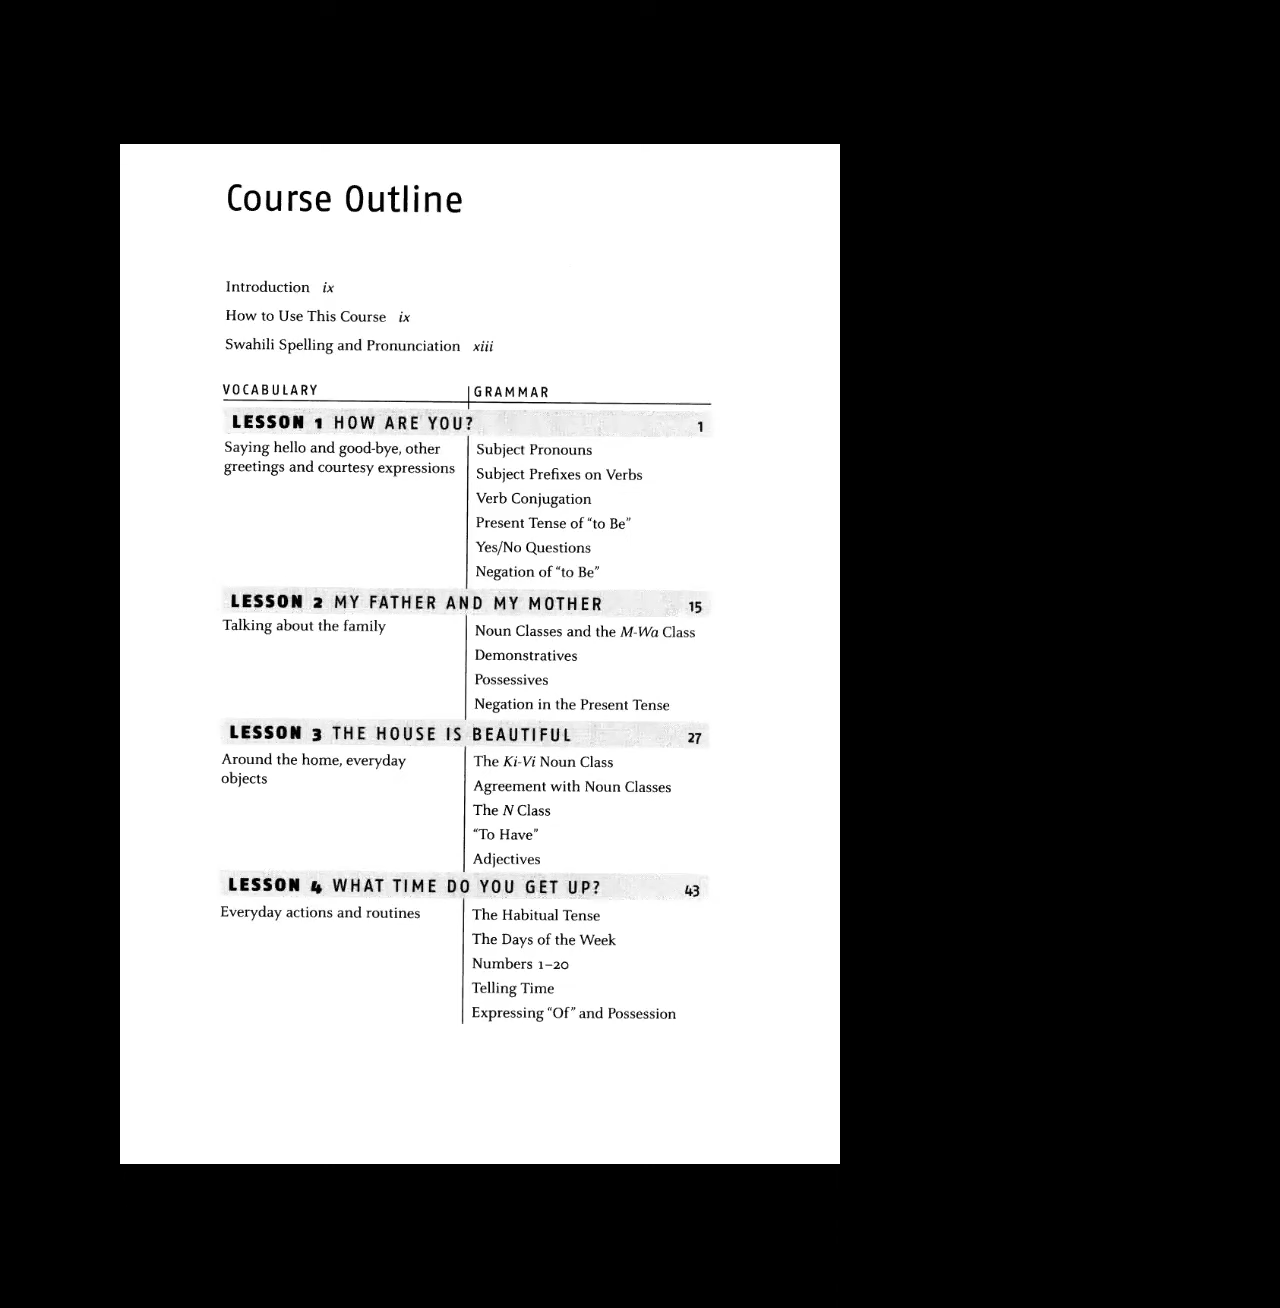 Course Outline
Introduction ix
How to Use This Course ix
Swahili Spelling and Pronunciation xiii
VOCABULARY GRAMMAR
LESSON 1 HOW ARE YOU? 1
Saying hello and good-bye, other
greetings and courtesy expressions
Subject Pronouns
Subject Prefixes on Verbs
Verb Conjugation
Present Tense of “to Be”
Yes/No Questions
Negation of “to Be”
LESSON 2 MY FATHER AND MY MOTHER 15
Talking about the family
Noun Classes and the M-Wa Class
Demonstratives
Possessives
Negation in the Present Tense
LESSON 3 THE HOUSE IS BEAUTIFUL 27
Around the home, everyday
objects
The Ki-Vi Noun Class
Agreement with Noun Classes
The N Class
“To Have”
Adjectives
LESSON 4 WHAT TIME DO YOU GET UP? 43
Everyday actions and routines
The Habitual Tense
The Days of the Week
Numbers 1–20
Telling Time
Expressing “Of” and Possession